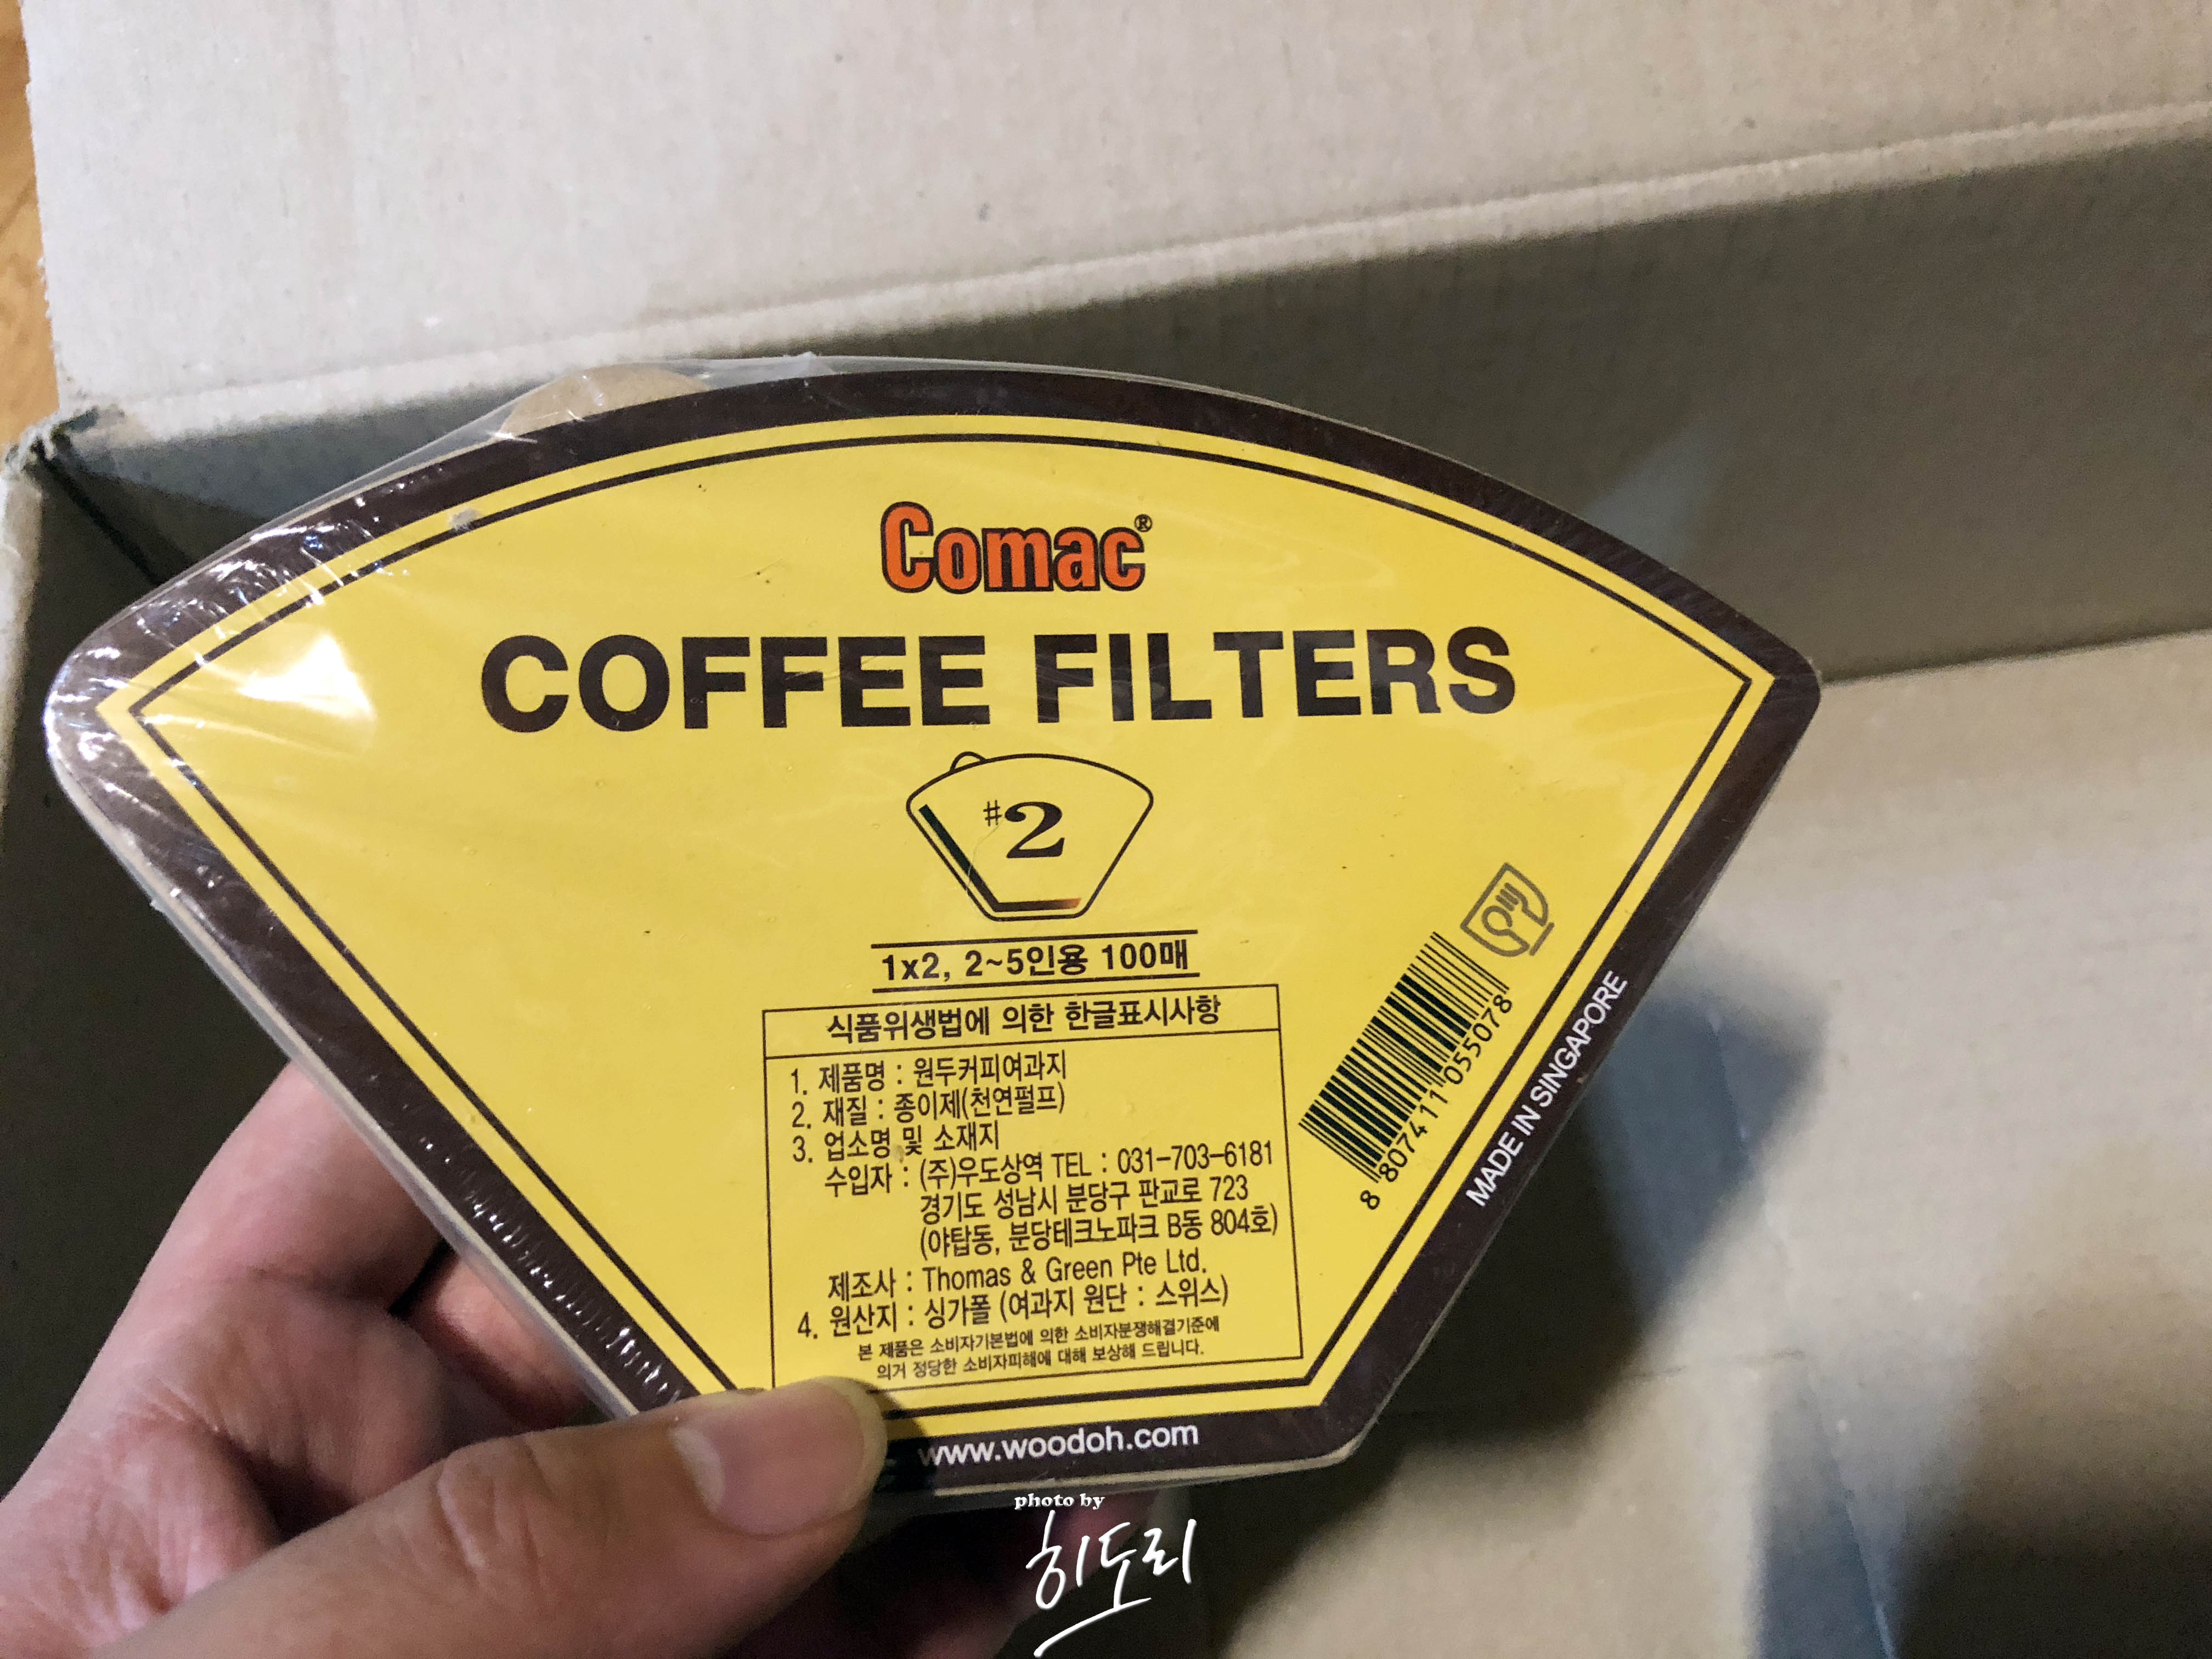 Comac®
COFFEE FILTERS
#2
1x2, 2~5인용 100매
식품위생법에 의한 한글표시사항
1. 제품명 : 원두커피여과지
2. 재질 : 종이제(천연펄프)
3. 업소명 및 소재지
수입자 : (주)우도상역 TEL : 031-703-6181
경기도 성남시 분당구 판교로 723
(야탑동, 분당테크노파크 B동 804호)
제조사 : Thomas & Green Pte Ltd.
4. 원산지 : 싱가폴 (여과지 원단 : 스위스)
본 제품은 소비자기본법에 의한 소비자분쟁해결기준에
의거 정당한 소비자피해에 대해 보상해 드립니다.
8 807411 055078
MADE IN SINGAPORE
www.woodoh.com
photo by
히도리